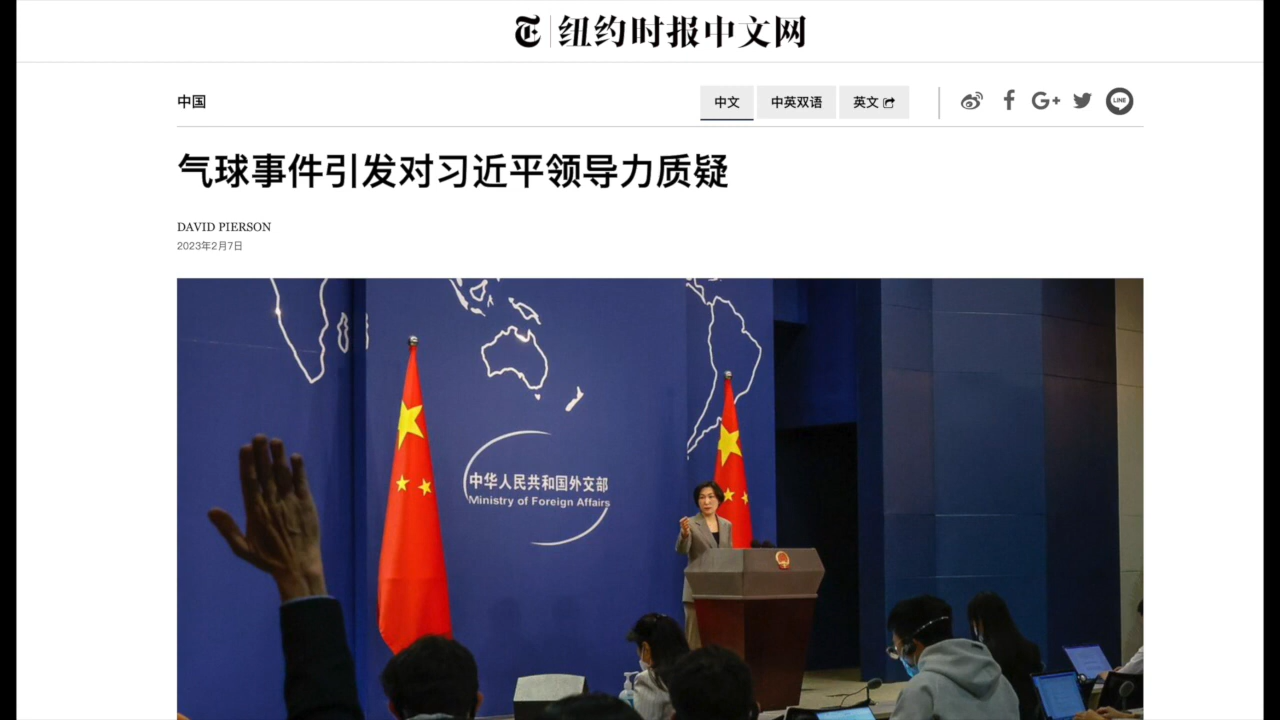 纽约时报中文网
中国
中文
中英双语
英文
LINE
气球事件引发对习近平领导力质疑
DAVID PIERSON
2023年2月7日
中华人民共和国外交部
Ministry of Foreign Affairs